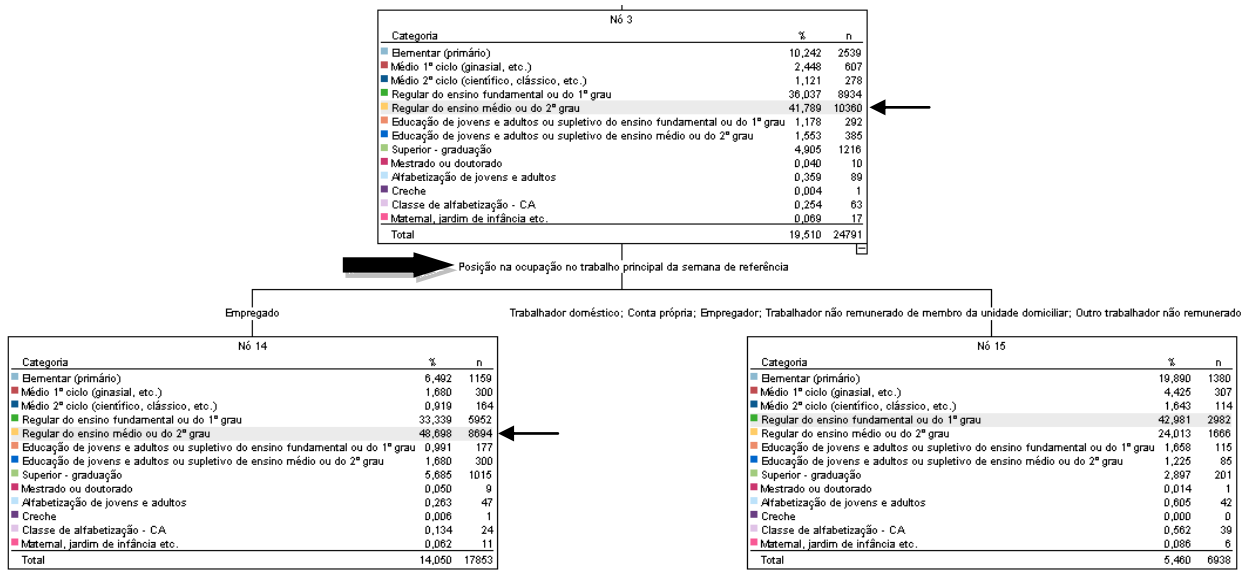 Nó 3
Categoria % n
Elementar (primário) 10,242 2539
Médio 1º ciclo (ginasial, etc.) 2,448 607
Médio 2º ciclo (científico, clássico, etc.) 1,121 278
Regular do ensino fundamental ou do 1º grau 36,037 8934
Regular do ensino médio ou do 2º grau 41,789 10360
Educação de jovens e adultos ou supletivo do ensino fundamental ou do 1º grau 1,178 292
Educação de jovens e adultos ou supletivo de ensino médio ou do 2º grau 1,553 385
Superior - graduação 4,905 1216
Mestrado ou doutorado 0,040 10
Alfabetização de jovens e adultos 0,359 89
Creche 0,004 1
Classe de alfabetização - CA 0,254 63
Maternal, jardim de infância etc. 0,069 17
Total 19,510 24791
Posição na ocupação no trabalho principal da semana de referência
Empregado
Trabalhador doméstico; Conta própria; Empregador; Trabalhador não remunerado de membro da unidade domiciliar; Outro trabalhador não remunerado
Nó 14
Categoria % n
Elementar (primário) 6,492 1159
Médio 1º ciclo (ginasial, etc.) 1,680 300
Médio 2º ciclo (científico, clássico, etc.) 0,919 164
Regular do ensino fundamental ou do 1º grau 33,339 5952
Regular do ensino médio ou do 2º grau 48,698 8694
Educação de jovens e adultos ou supletivo do ensino fundamental ou do 1º grau 0,991 177
Educação de jovens e adultos ou supletivo de ensino médio ou do 2º grau 1,680 300
Superior - graduação 5,685 1015
Mestrado ou doutorado 0,050 9
Alfabetização de jovens e adultos 0,263 47
Creche 0,006 1
Classe de alfabetização - CA 0,134 24
Maternal, jardim de infância etc. 0,062 11
Total 14,050 17853
Nó 15
Categoria % n
Elementar (primário) 19,890 1380
Médio 1º ciclo (ginasial, etc.) 4,425 307
Médio 2º ciclo (científico, clássico, etc.) 1,643 114
Regular do ensino fundamental ou do 1º grau 42,981 2982
Regular do ensino médio ou do 2º grau 24,013 1666
Educação de jovens e adultos ou supletivo do ensino fundamental ou do 1º grau 1,658 115
Educação de jovens e adultos ou supletivo de ensino médio ou do 2º grau 1,225 85
Superior - graduação 2,897 201
Mestrado ou doutorado 0,014 1
Alfabetização de jovens e adultos 0,605 42
Creche 0,000 0
Classe de alfabetização - CA 0,562 39
Maternal, jardim de infância etc. 0,086 6
Total 5,460 6938